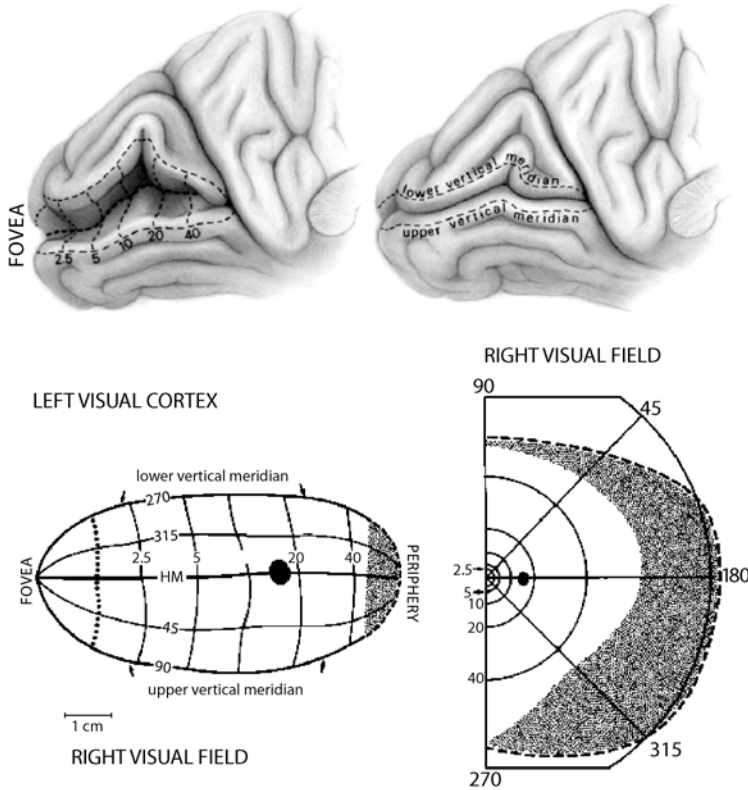 FOVEA
2.5 5 10 20 40
lower vertical meridian
upper vertical meridian
RIGHT VISUAL FIELD
LEFT VISUAL CORTEX
lower vertical meridian
270
315
2.5 5 20 40
HM
FOVEA
PERIPHERY
45
90
upper vertical meridian
1 cm
RIGHT VISUAL FIELD
90
45
2.5
180
5
10
20
40
315
270